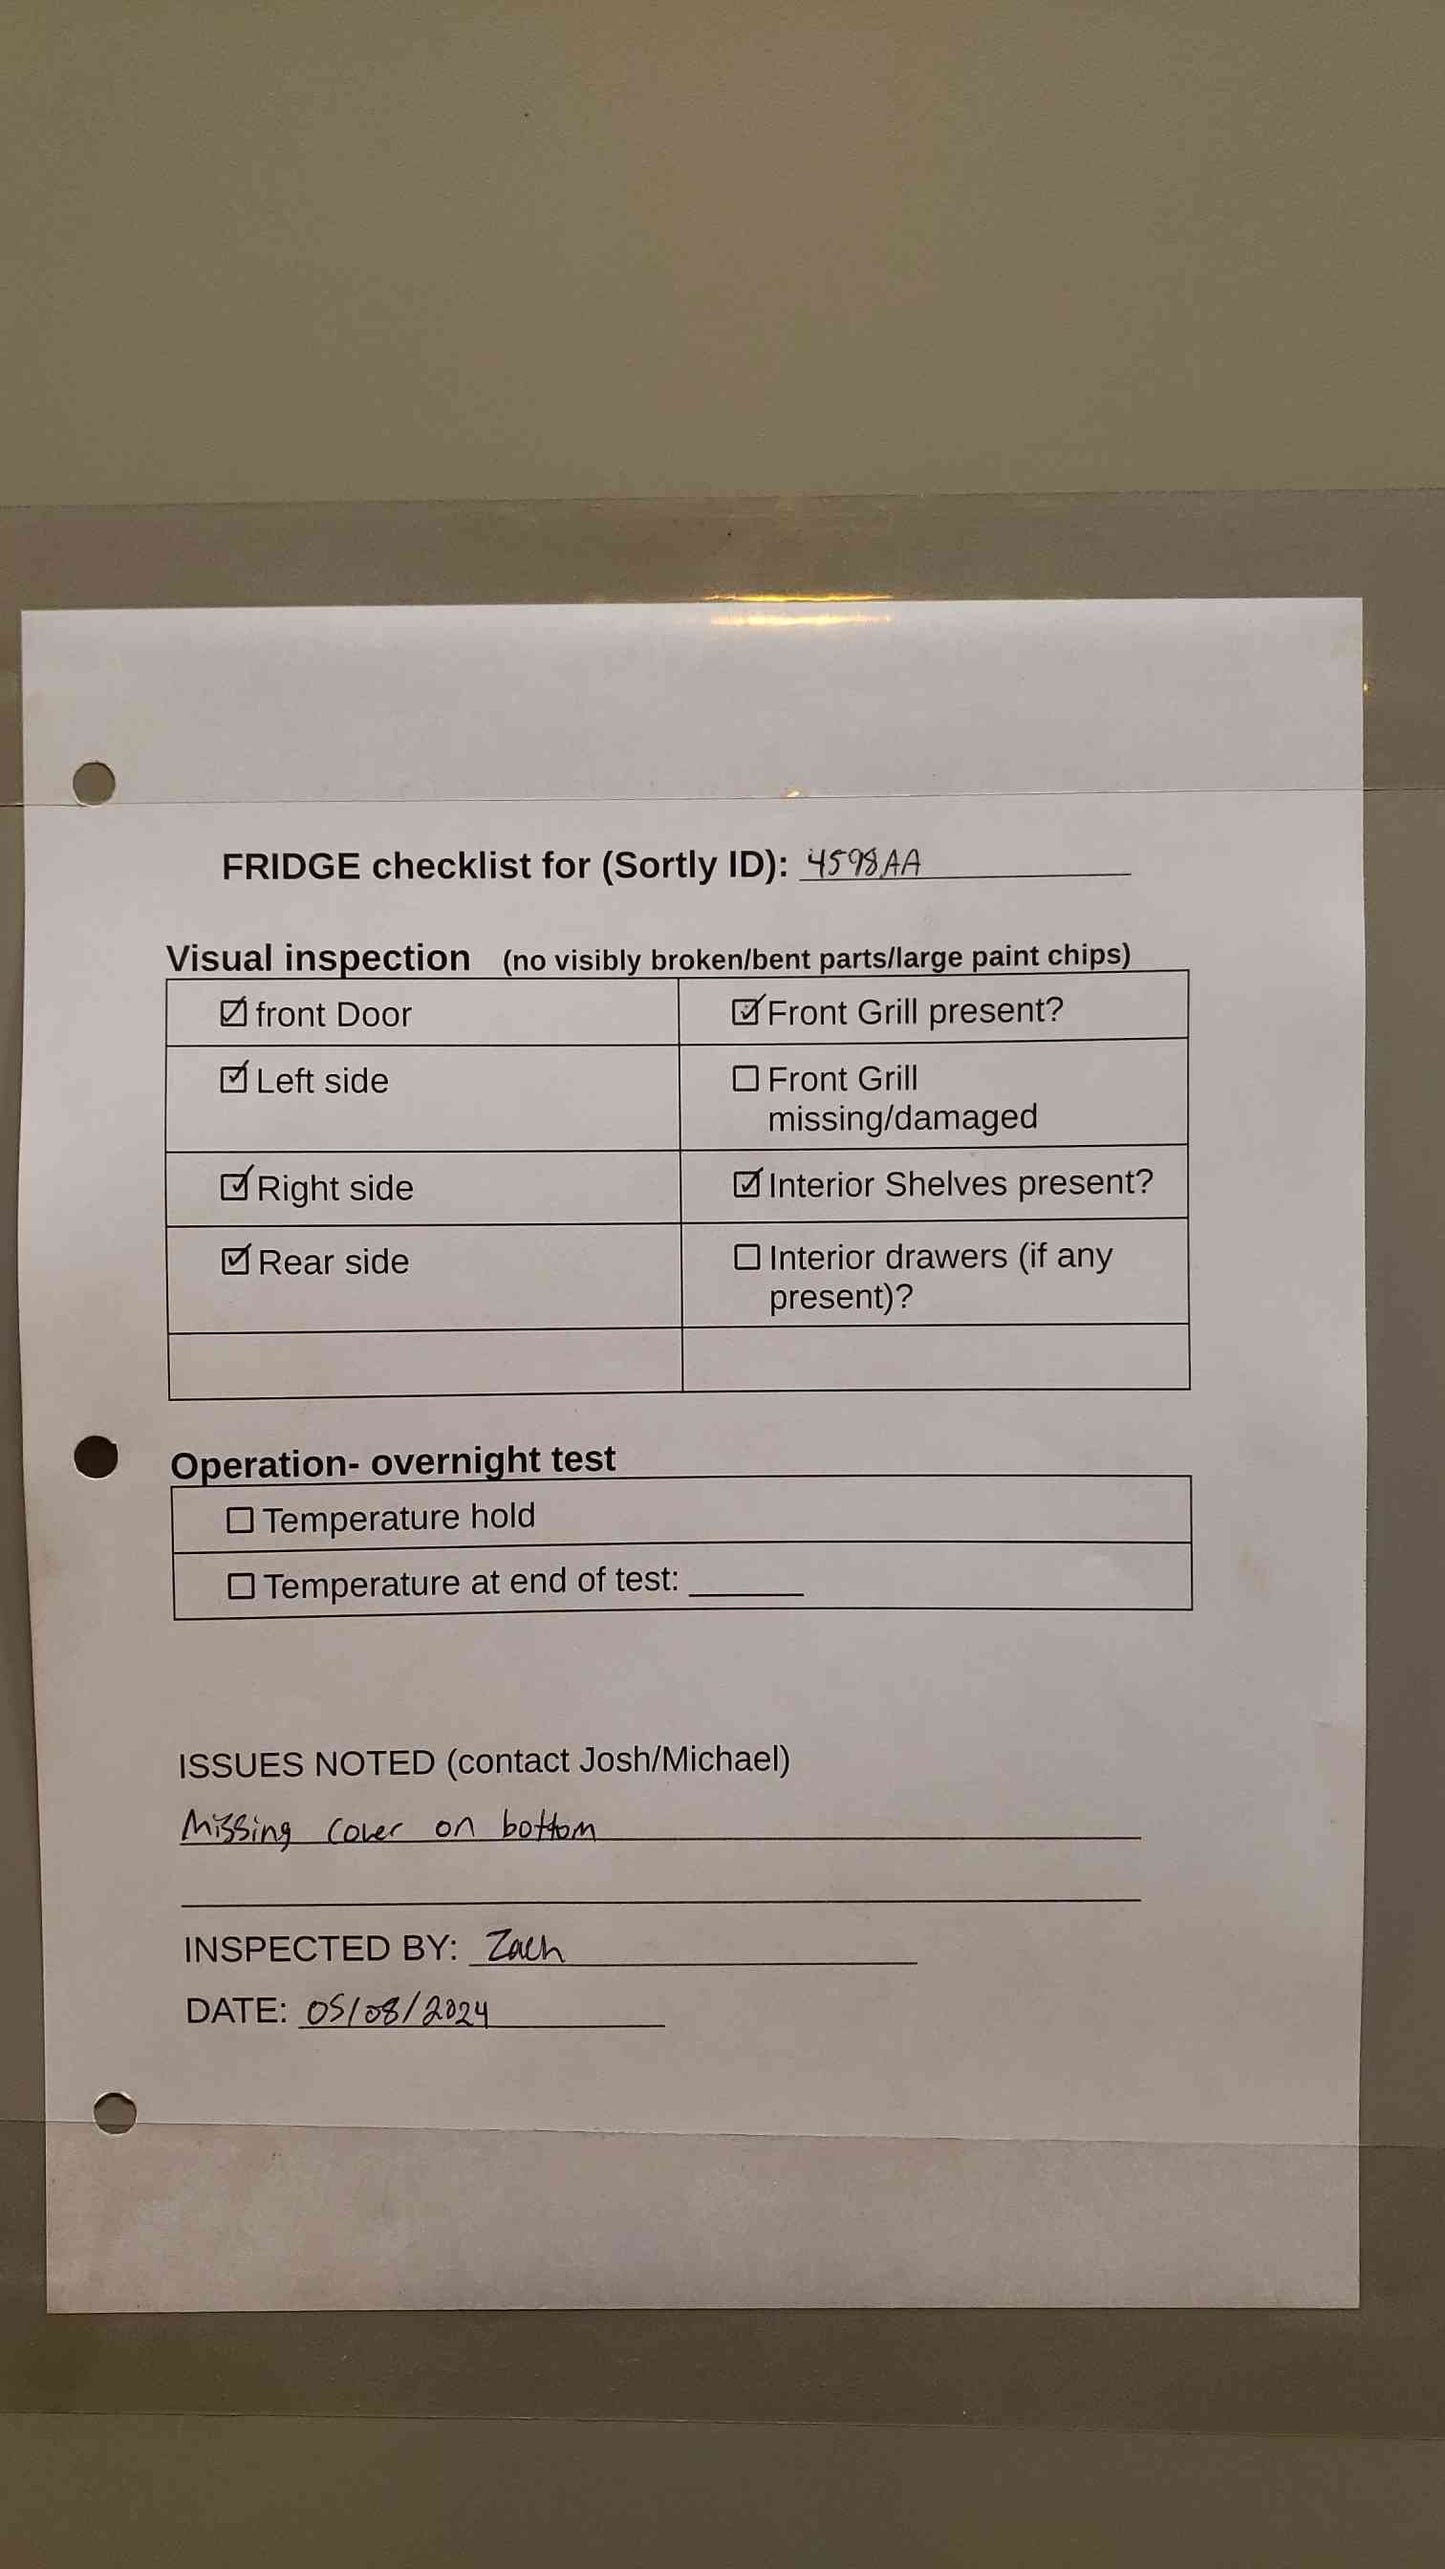 FRIDGE checklist for (Sortly ID): 4598AA
Visual inspection (no visibly broken/bent parts/large paint chips)
☑ front Door
☑ Front Grill present?
☑ Left side
☐ Front Grill
missing/damaged
☑ Right side
☑ Interior Shelves present?
☑ Rear side
☐ Interior drawers (if any
present)?
Operation- overnight test
☐ Temperature hold
☐ Temperature at end of test: ______
ISSUES NOTED (contact Josh/Michael)
Missing cover on bottom
INSPECTED BY: Zach
DATE: 05/08/2024